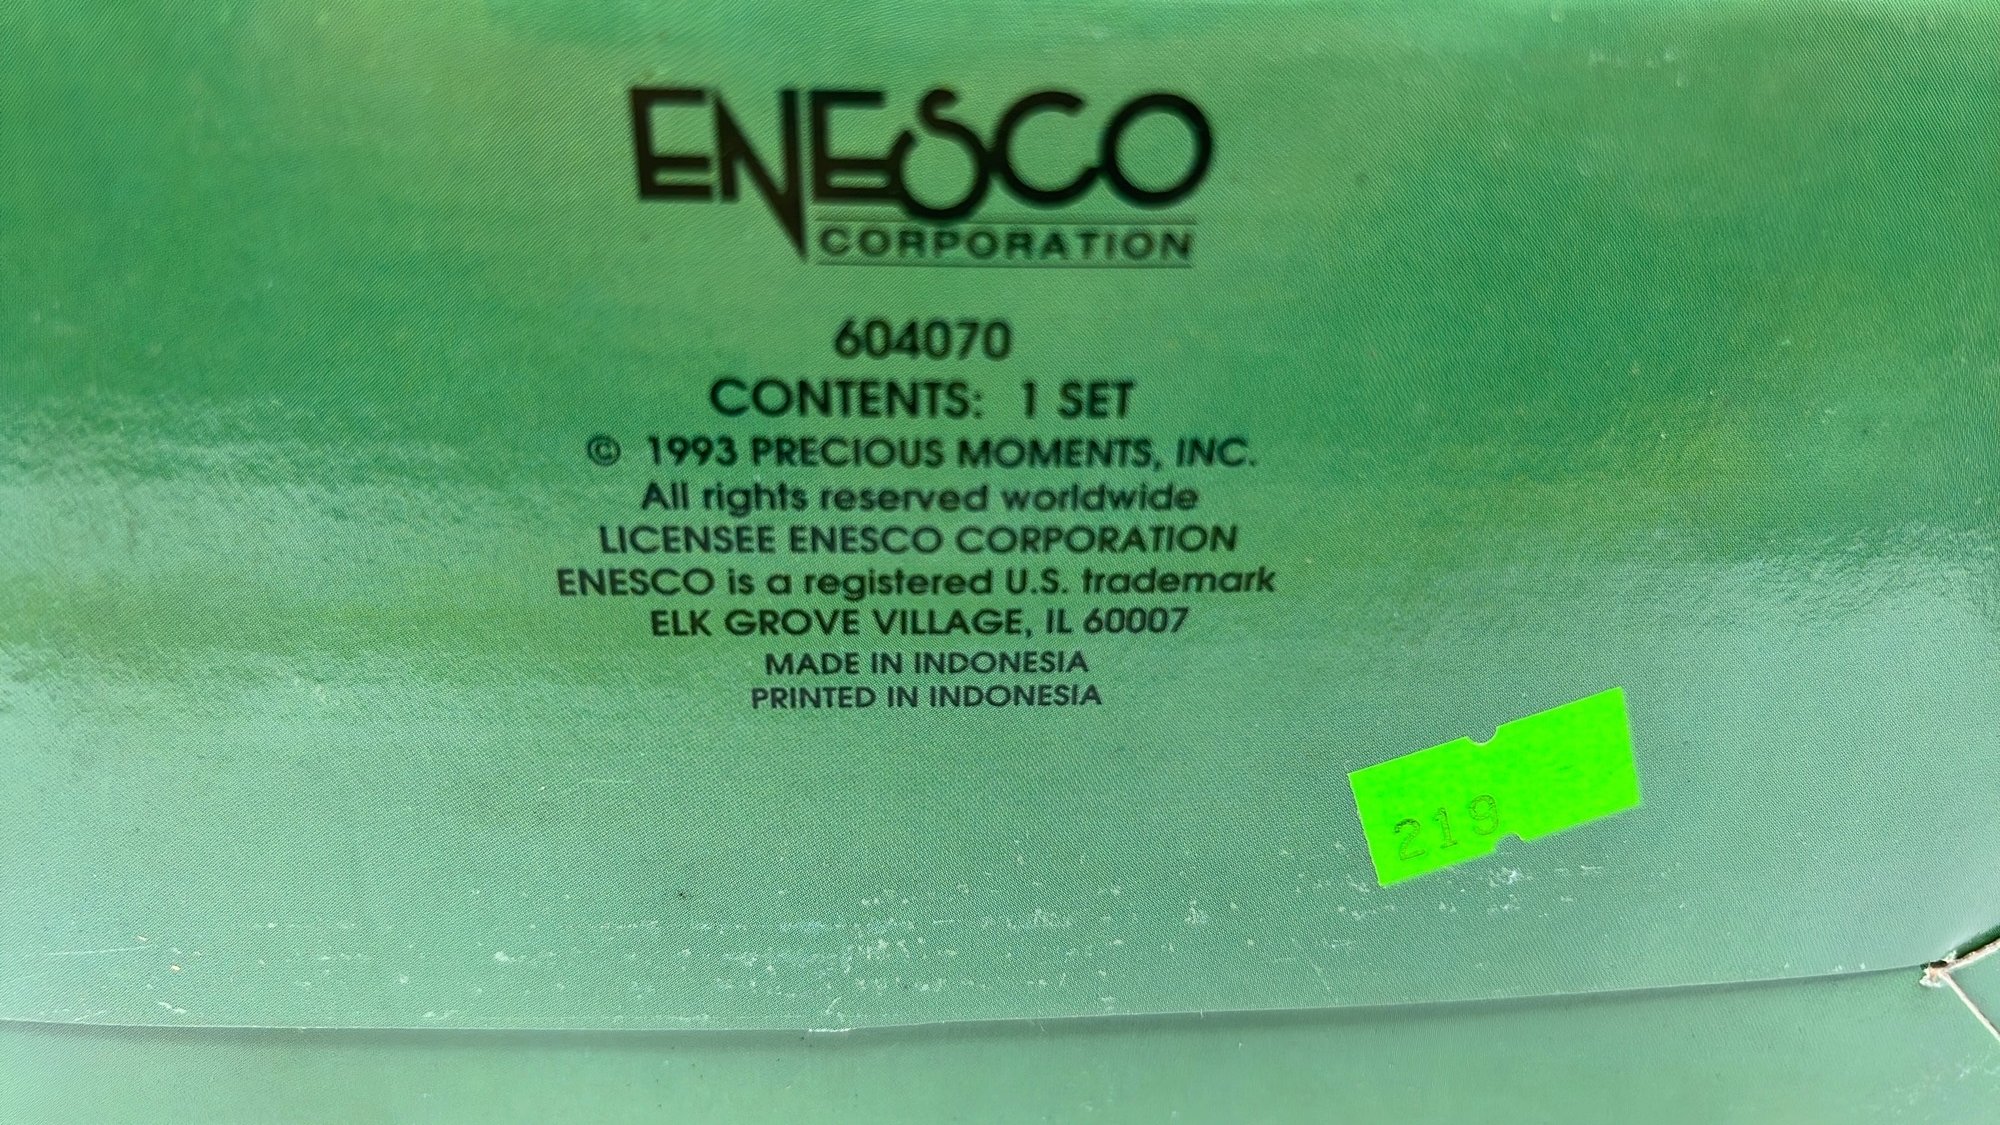 ENESCO
CORPORATION
604070
CONTENTS: 1 SET
© 1993 PRECIOUS MOMENTS, INC.
All rights reserved worldwide
LICENSEE ENESCO CORPORATION
ENESCO is a registered U.S. trademark
ELK GROVE VILLAGE, IL 60007
MADE IN INDONESIA
PRINTED IN INDONESIA
219